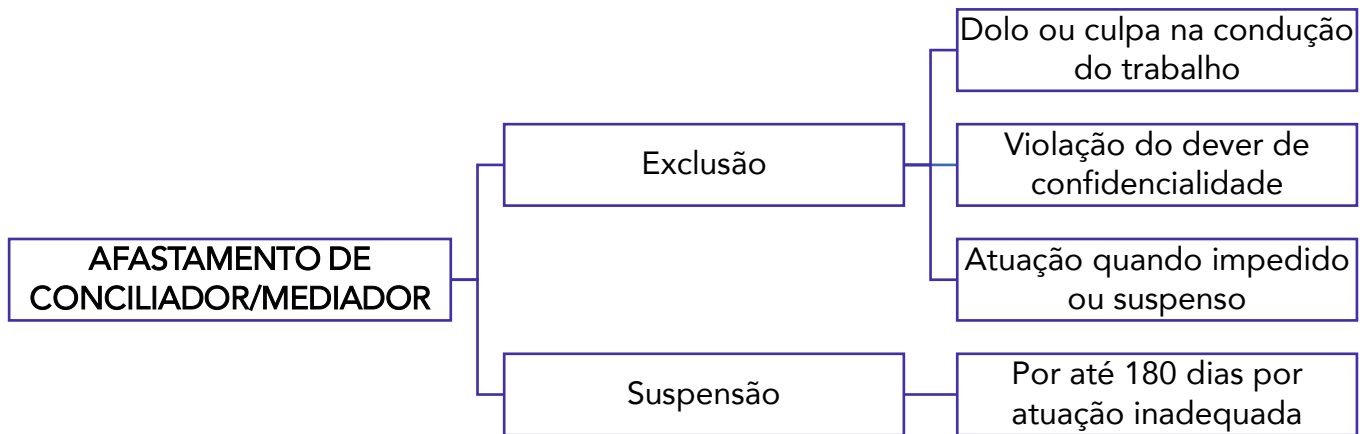 AFASTAMENTO DE
CONCILIADOR/MEDIADOR
Exclusão
Dolo ou culpa na condução
do trabalho
Violação do dever de
confidencialidade
Atuação quando impedido
ou suspenso
Suspensão
Por até 180 dias por
atuação inadequada